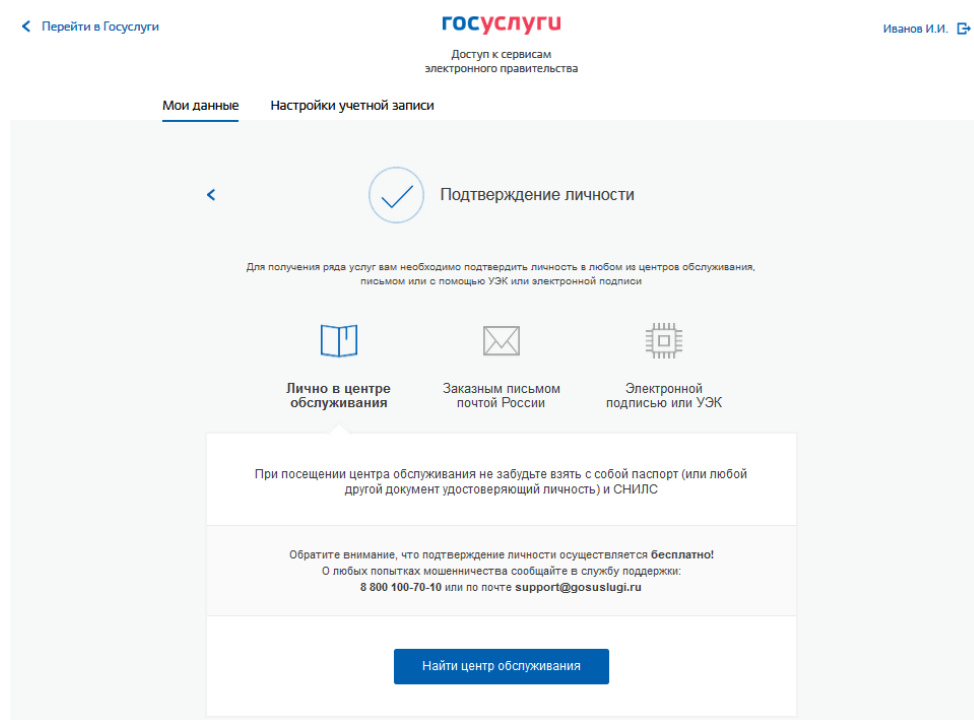 Перейти в Госуслуги
госуслуги
Иванов И.И.
Доступ к сервисам
электронного правительства
Мои данные
Настройки учетной записи
Подтверждение личности
Для получения ряда услуг вам необходимо подтвердить личность в любом из центров обслуживания,
письмом или с помощью УЭК или электронной подписи
Лично в центре
обслуживания
Заказным письмом
почтой России
Электронной
подписью или УЭК
При посещении центра обслуживания не забудьте взять с собой паспорт (или любой
другой документ удостоверяющий личность) и СНИЛС
Обратите внимание, что подтверждение личности осуществляется бесплатно!
О любых попытках мошенничества сообщайте в службу поддержки:
8 800 100-70-10 или по почте support@gosuslugi.ru
Найти центр обслуживания